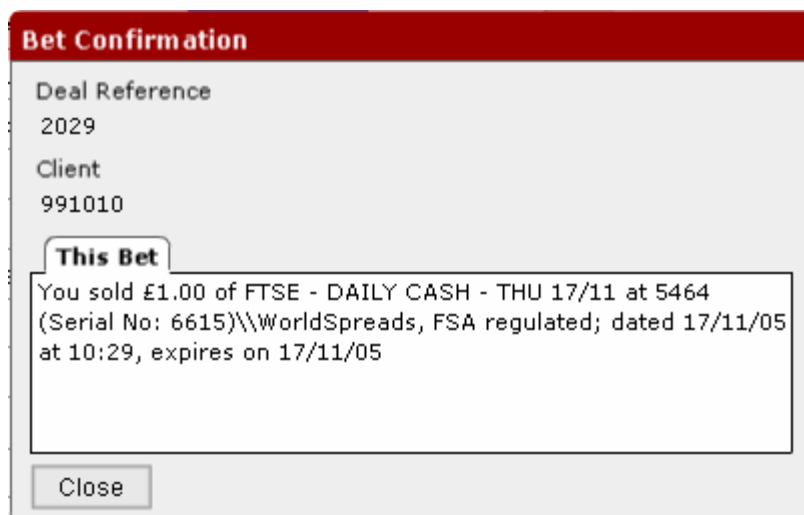 Bet Confirmation
Deal Reference
2029
Client
991010
This Bet
You sold £1.00 of FTSE - DAILY CASH - THU 17/11 at 5464
(Serial No: 6615)\\WorldSpreads, FSA regulated; dated 17/11/05
at 10:29, expires on 17/11/05
Close